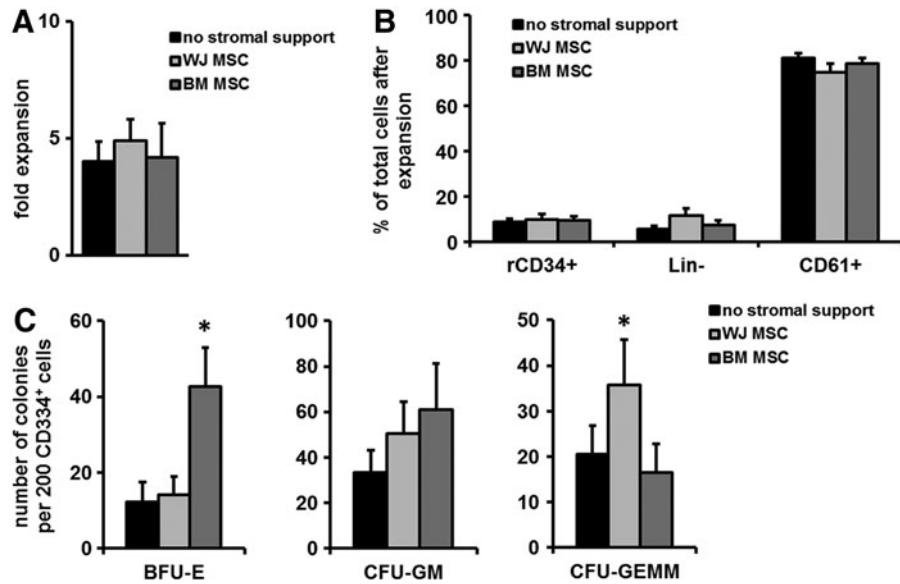 A
10
5
0
fold expansion
no stromal support
WJ MSC
BM MSC
B
100
80
60
40
20
0
% of total cells after
expansion
no stromal support
WJ MSC
BM MSC
rCD34+
Lin-
CD61+
C
number of colonies
per 200 CD334⁺ cells
60
40
20
0
*
BFU-E
100
80
60
40
20
0
CFU-GM
50
40
30
20
10
0
*
CFU-GEMM
no stromal support
WJ MSC
BM MSC